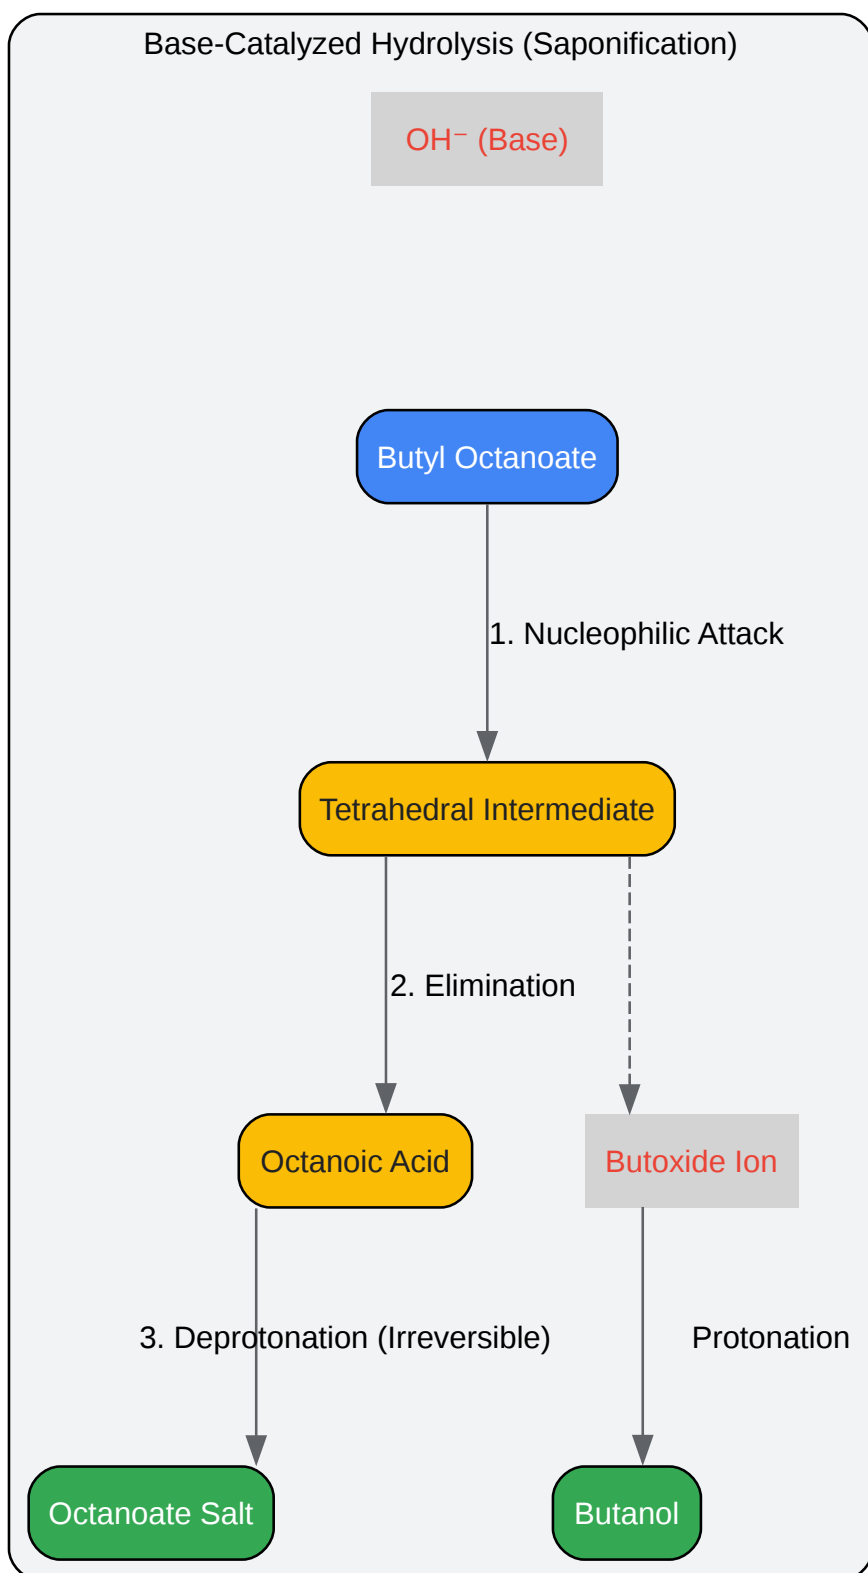 Base-Catalyzed Hydrolysis (Saponification)
OH⁻ (Base)
Butyl Octanoate
1. Nucleophilic Attack
Tetrahedral Intermediate
2. Elimination
Octanoic Acid
Butoxide Ion
3. Deprotonation (Irreversible)
Protonation
Octanoate Salt
Butanol